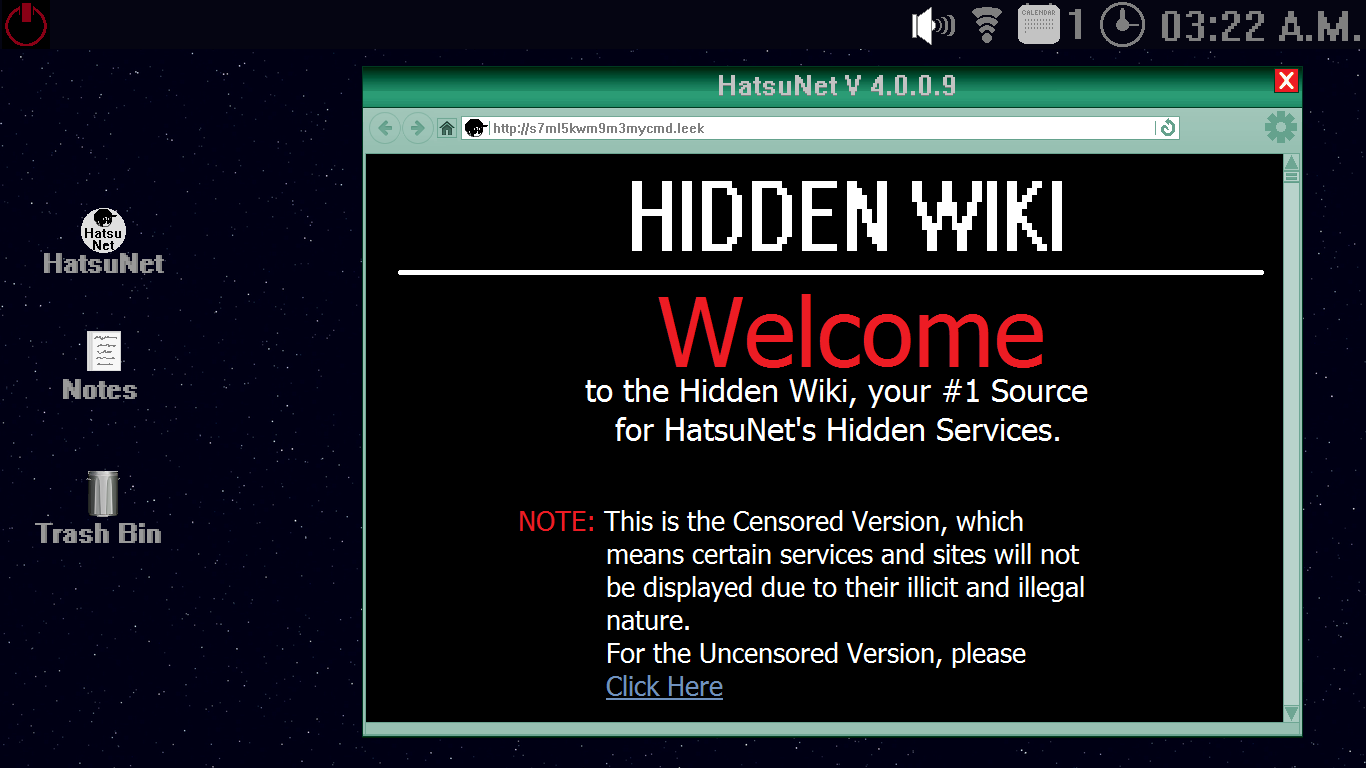 CALENDAR
1
03:22 A.M.
HatsuNet V 4.0.0.9
X
http://s7ml5kwm9m3mycmd.leek
HIDDEN WIKI
Welcome
to the Hidden Wiki, your #1 Source
for HatsuNet's Hidden Services.
NOTE: This is the Censored Version, which
means certain services and sites will not
be displayed due to their illicit and illegal
nature.
For the Uncensored Version, please
Click Here
Hatsu
Net
HatsuNet
Notes
Trash Bin